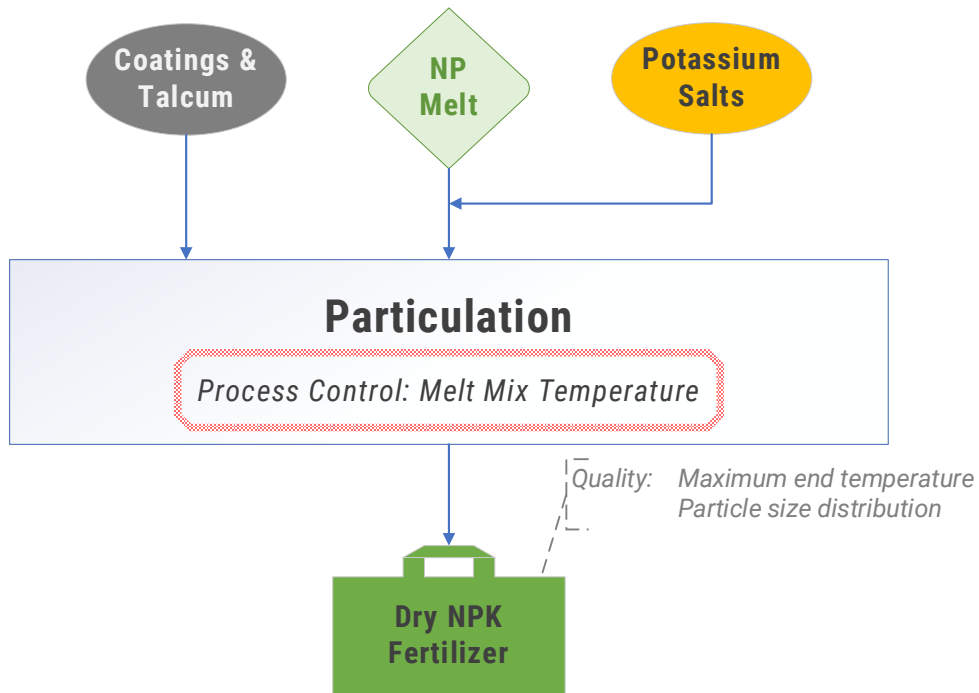 Coatings &
Talcum
NP
Melt
Potassium
Salts
Particulation
Process Control: Melt Mix Temperature
Quality: Maximum end temperature
Particle size distribution
Dry NPK
Fertilizer